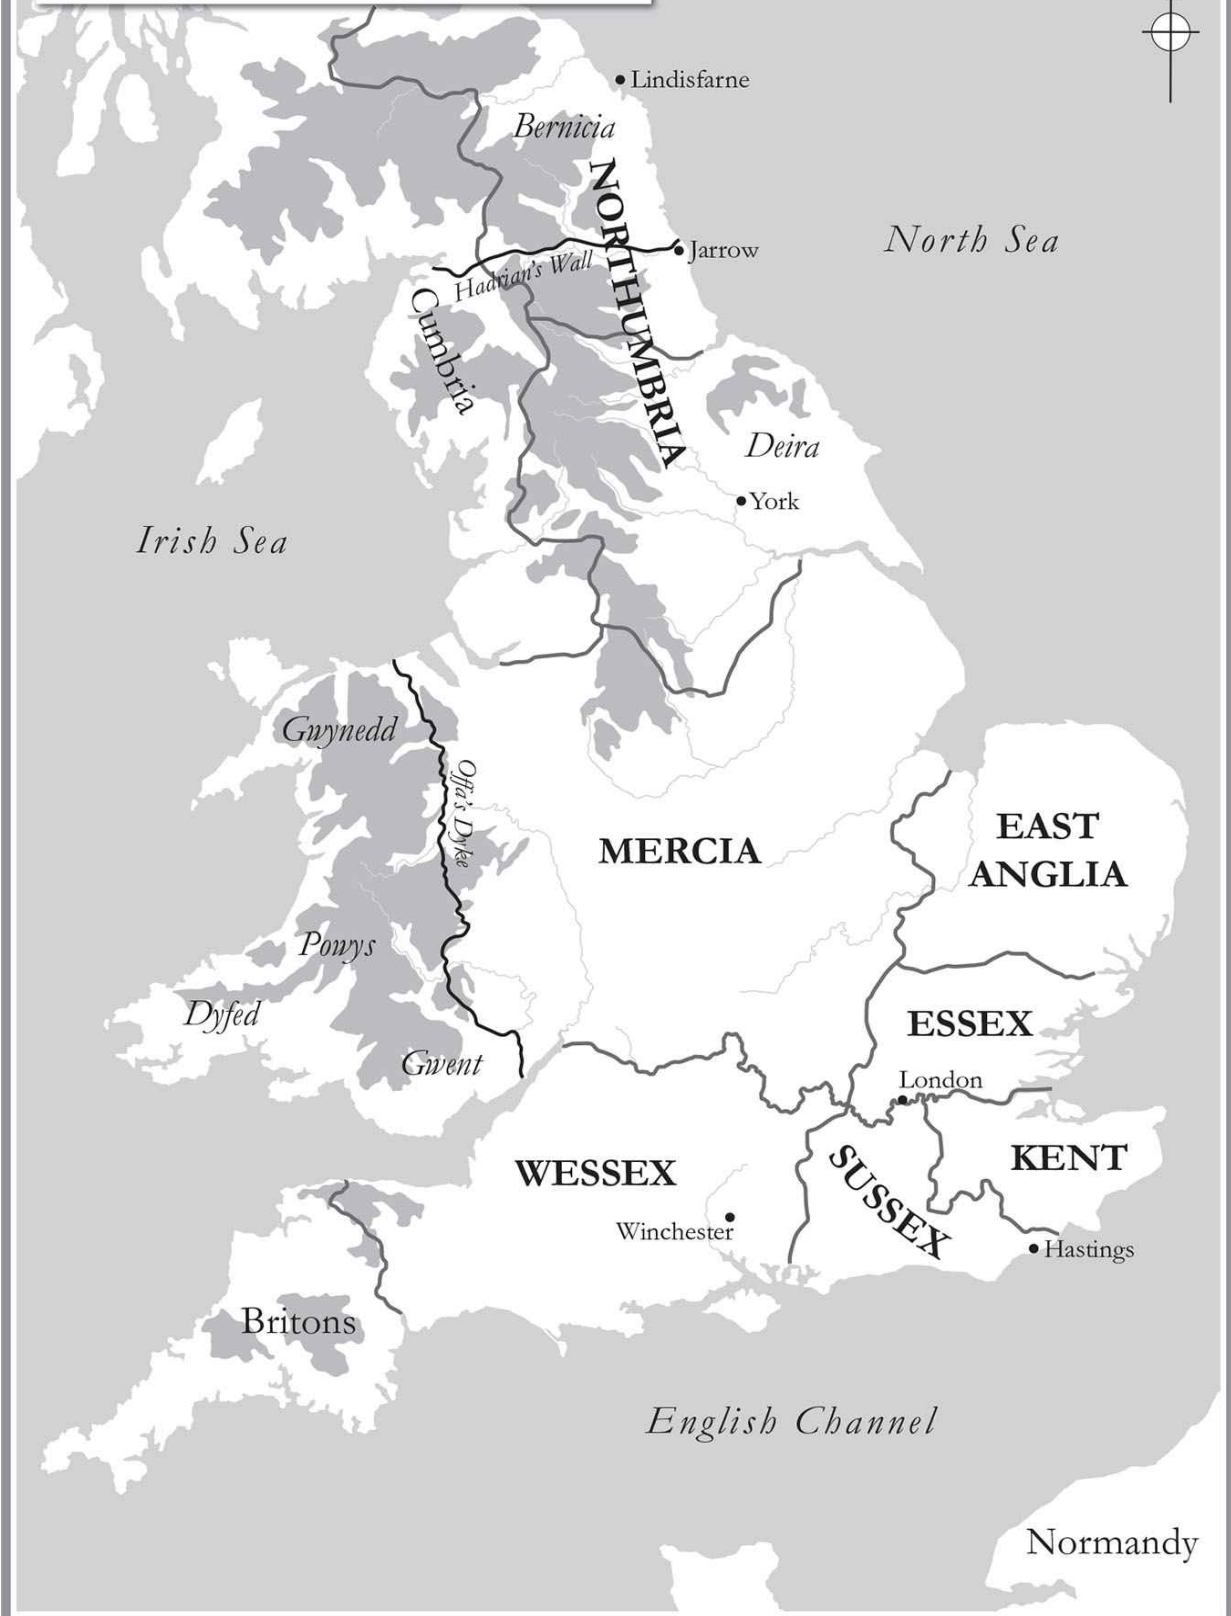 Lindisfarne
Bernicia
NORTHUMBRIA
North Sea
Jarrow
Hadrian's Wall
Cumbria
Deira
York
Irish Sea
Gwynedd
Offa's Dyke
MERCIA
EAST
ANGLIA
Powys
Dyfed
Gwent
ESSEX
London
KENT
WESSEX
SUSSEX
Winchester
Hastings
Britons
English Channel
Normandy